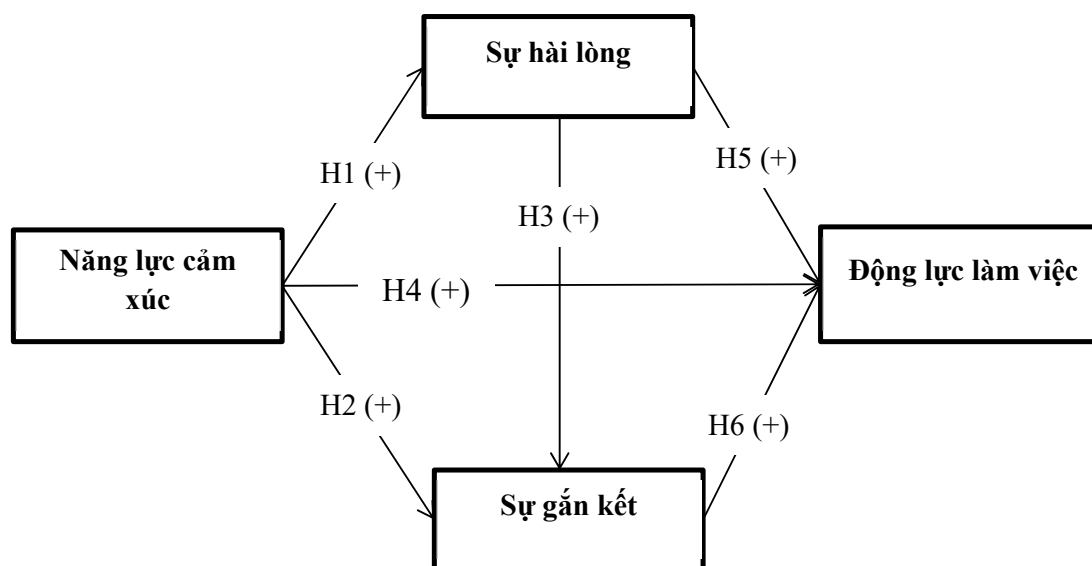 Sự hài lòng
H1 (+)
H5 (+)
H3 (+)
Năng lực cảm
xúc
H4 (+)
Động lực làm việc
H2 (+)
H6 (+)
Sự gắn kết